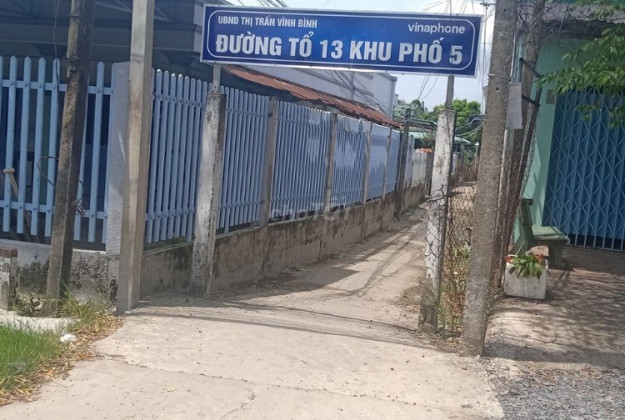 UBND THỊ TRẤN VĨNH BÌNH
vinaphone
ĐƯỜNG TỔ 13 KHU PHỐ 5